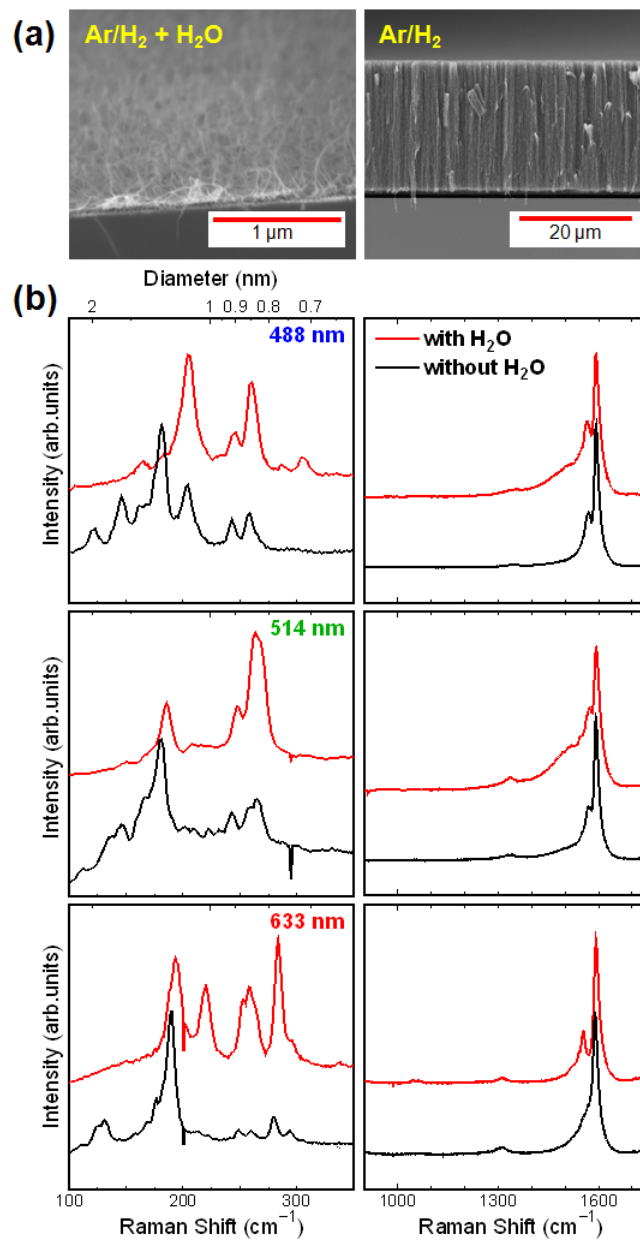 (a)
Ar/H₂ + H₂O
Ar/H₂
1 µm
20 µm
(b)
Diameter (nm)
2 1 0.9 0.8 0.7
488 nm
with H₂O
without H₂O
Intensity (arb.units)
514 nm
Intensity (arb.units)
633 nm
Intensity (arb.units)
100 200 300
1000 1300 1600
Raman Shift (cm⁻¹)
Raman Shift (cm⁻¹)